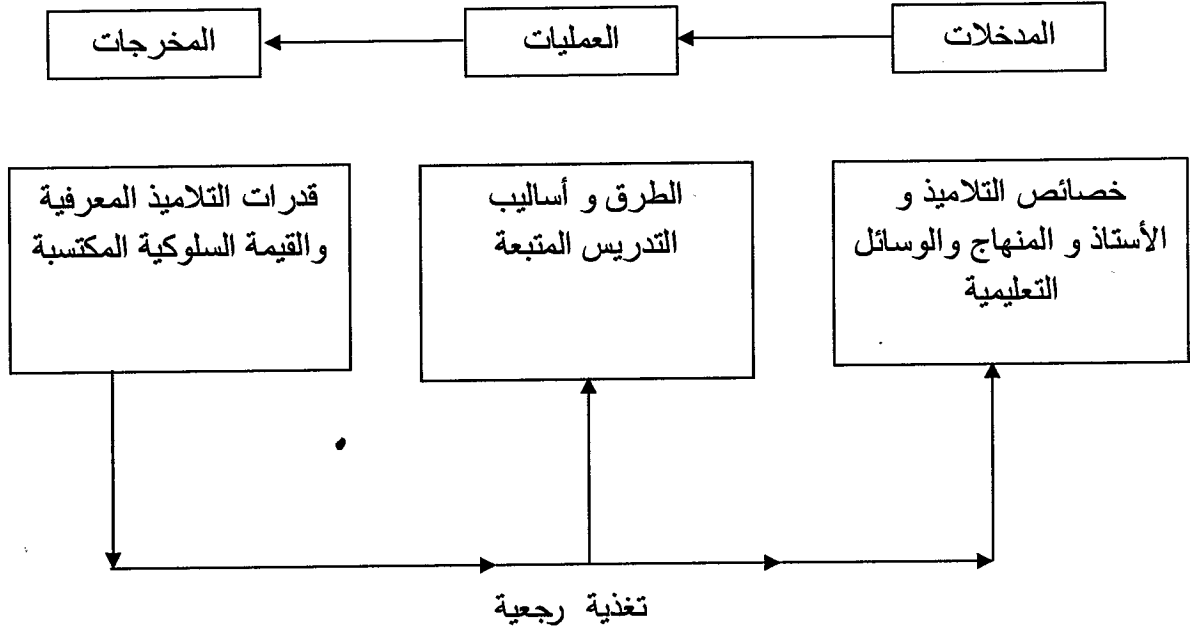 المدخلات
العمليات
المخرجات
خصائص التلاميذ و
الأستاذ و المنهاج والوسائل
التعليمية
الطرق و أساليب
التدريس المتبعة
قدرات التلاميذ المعرفية
والقيمة السلوكية المكتسبة
تغذية رجعية